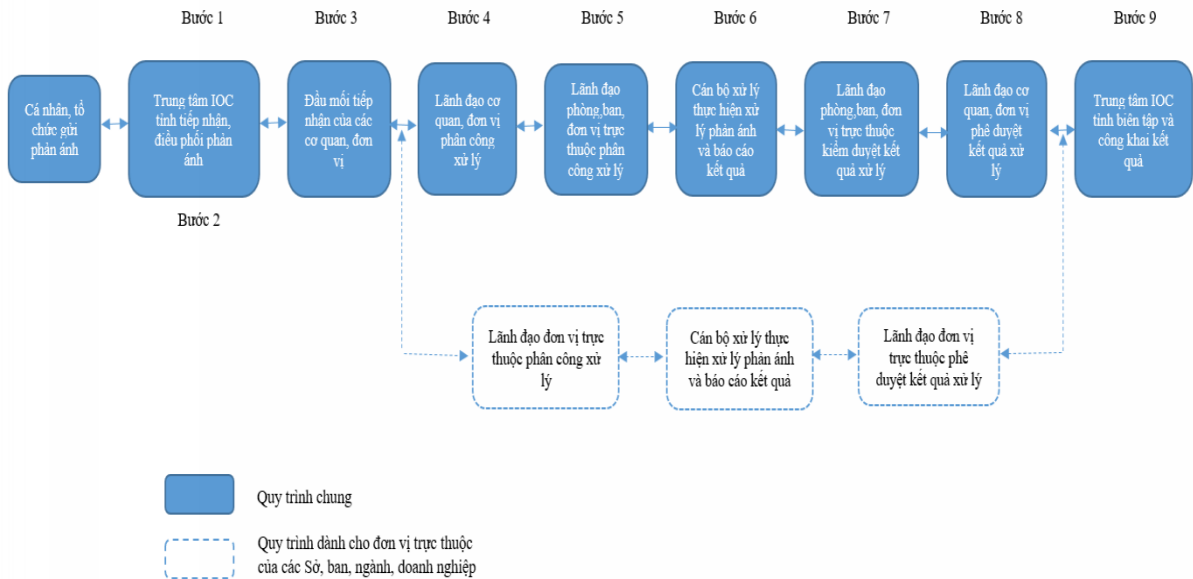 Bước 1
Bước 3
Bước 4
Bước 5
Bước 6
Bước 7
Bước 8
Bước 9
Cá nhân, tổ
chức gửi
phản ánh
Trung tâm IOC
tỉnh tiếp nhận,
điều phối phản
ánh
Đầu mối tiếp
nhận của các
cơ quan, đơn
vị
Lãnh đạo cơ
quan, đơn vị
phân công
xử lý
Lãnh đạo
phòng,ban,
đơn vị trực
thuộc phân
công xử lý
Cán bộ xử lý
thực hiện xử
lý phản ánh
và báo cáo
kết quả
Lãnh đạo
phòng,ban, đơn
vị trực thuộc
kiểm duyệt kết
quả xử lý
Lãnh đạo cơ
quan, đơn vị
phê duyệt
kết quả xử
lý
Trung tâm IOC
tỉnh biên tập và
công khai kết
quả
Bước 2
Lãnh đạo đơn vị trực
thuộc phân công xử
lý
Cán bộ xử lý thực
hiện xử lý phản ánh
và báo cáo kết quả
Lãnh đạo đơn vị
trực thuộc phê
duyệt kết quả xử lý
Quy trình chung
Quy trình dành cho đơn vị trực thuộc
của các Sở, ban, ngành, doanh nghiệp